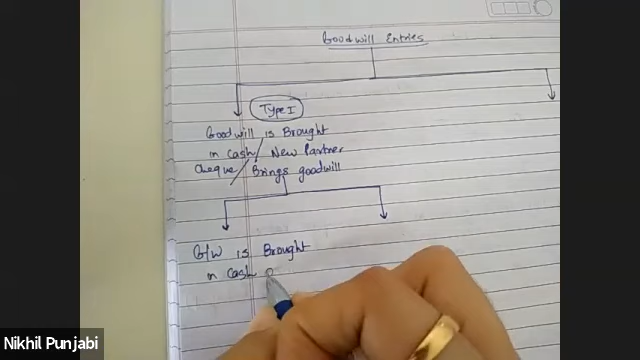 Goodwill Entries
Type I
Goodwill is Brought
in Cash / New Partner
Cheque / Brings goodwill
G/W is Brought
in Cash
Nikhil Punjabi